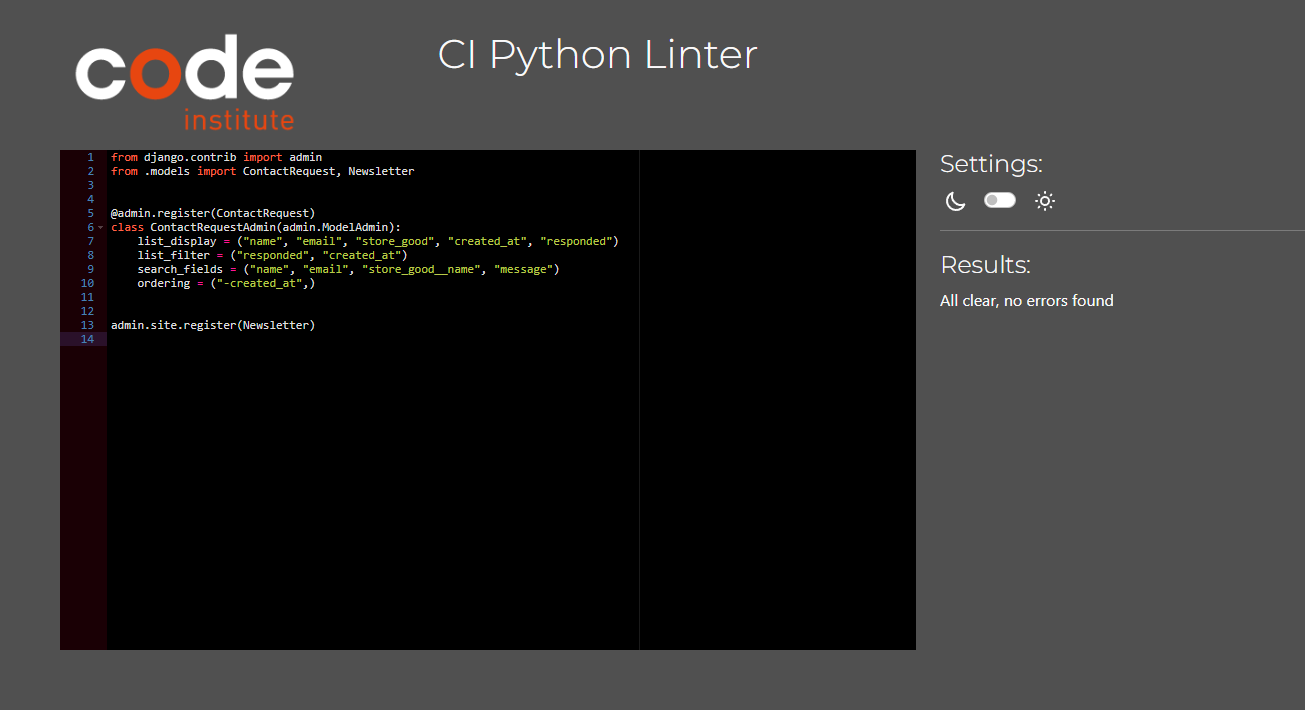 code
institute
CI Python Linter
1 from django.contrib import admin
2 from .models import ContactRequest, Newsletter
3
4
5 @admin.register(ContactRequest)
6 class ContactRequestAdmin(admin.ModelAdmin):
7     list_display = ("name", "email", "store_good", "created_at", "responded")
8     list_filter = ("responded", "created_at")
9     search_fields = ("name", "email", "store_good__name", "message")
10     ordering = ("-created_at",)
11
12
13 admin.site.register(Newsletter)
14
Settings:
Results:
All clear, no errors found